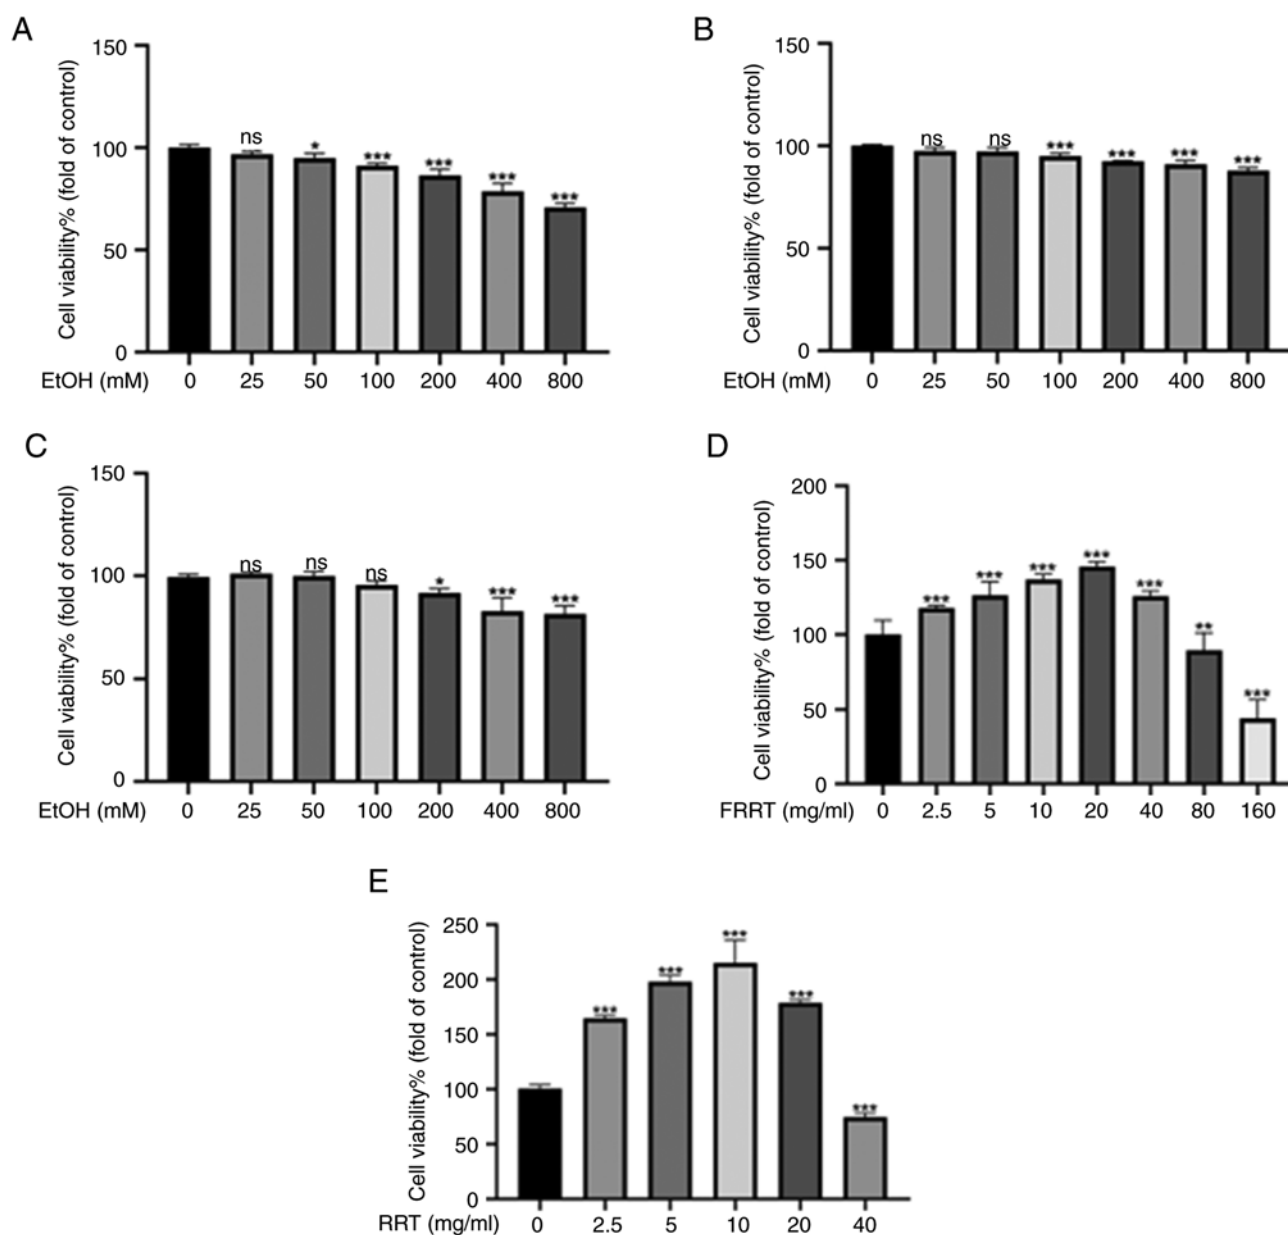 A
Cell viability% (fold of control)
150
100
50
0
ns
*
***
***
***
***
EtOH (mM)
0 25 50 100 200 400 800
B
Cell viability% (fold of control)
150
100
50
0
ns
ns
***
***
***
***
EtOH (mM)
0 25 50 100 200 400 800
C
Cell viability% (fold of control)
150
100
50
0
ns
ns
ns
*
***
***
EtOH (mM)
0 25 50 100 200 400 800
D
Cell viability% (fold of control)
200
150
100
50
0
***
***
***
***
***
**
***
FRRT (mg/ml)
0 2.5 5 10 20 40 80 160
E
Cell viability% (fold of control)
250
200
150
100
50
0
***
***
***
***
***
RRT (mg/ml)
0 2.5 5 10 20 40